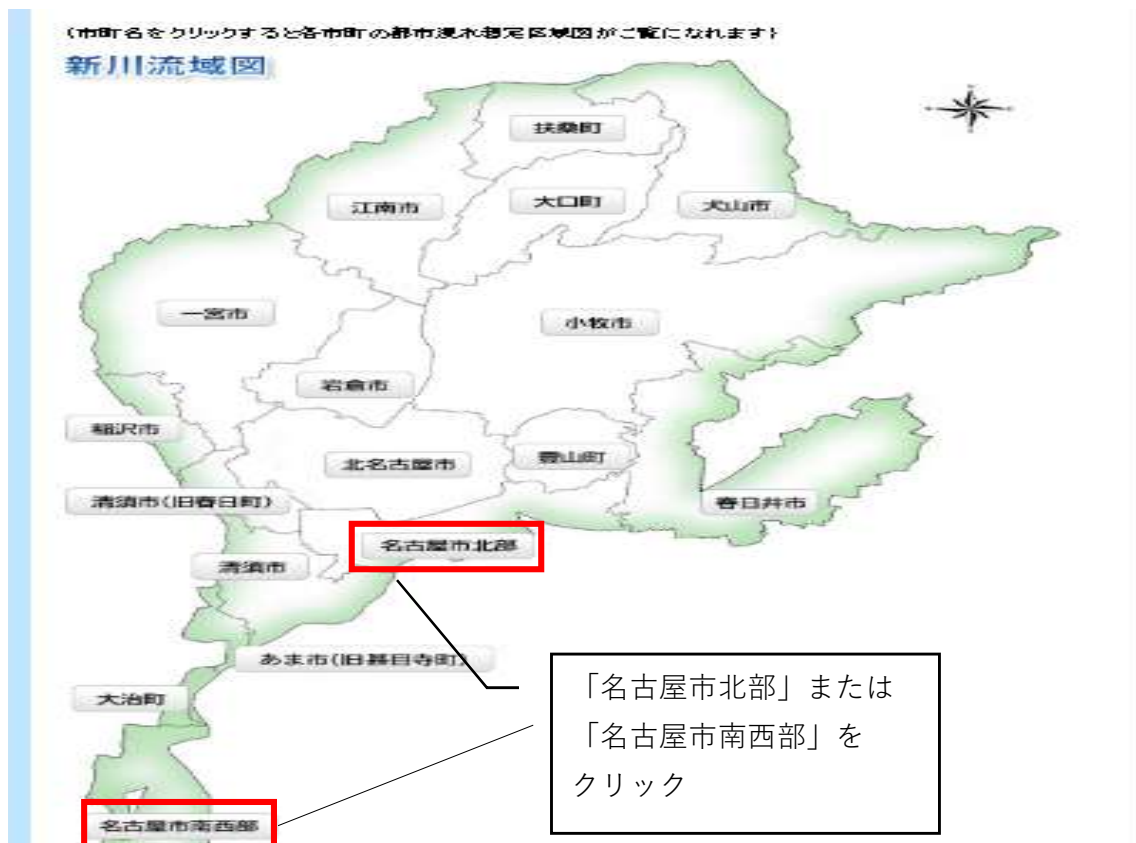 (市町名をクリックすると各市町の都市浸水想定区域図がご覧になれます)
新川流域図
扶桑町
江南市
大口町
犬山市
一宮市
小牧市
岩倉市
稲沢市
北名古屋市
豊山町
清須市(旧春日町)
春日井市
名古屋市北部
清須市
あま市(旧甚目寺町)
大治町
「名古屋市北部」または
「名古屋市南西部」を
クリック
名古屋市南西部